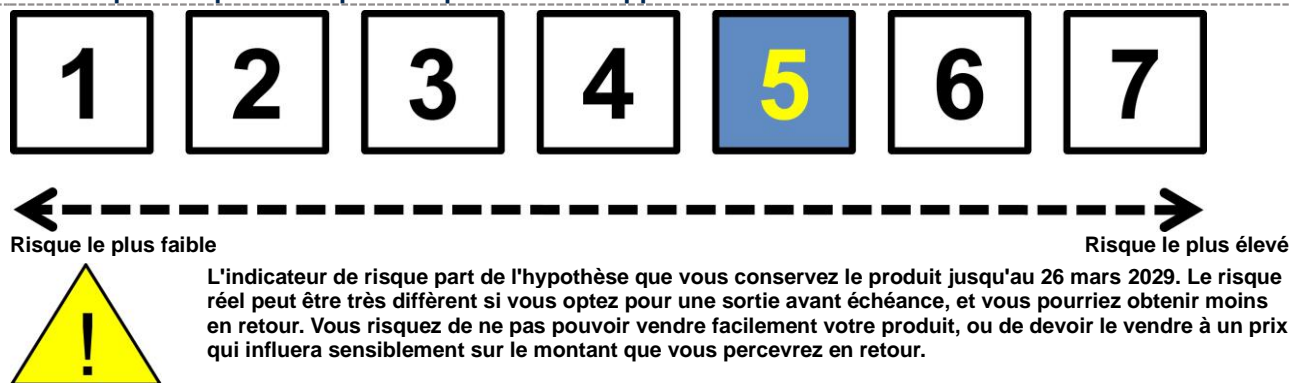 1 2 3 4 5 6 7
Risque le plus faible Risque le plus élevé
L'indicateur de risque part de l'hypothèse que vous conservez le produit jusqu'au 26 mars 2029. Le risque
réel peut être très diffèrent si vous optez pour une sortie avant échéance, et vous pourriez obtenir moins
en retour. Vous risquez de ne pas pouvoir vendre facilement votre produit, ou de devoir le vendre à un prix
qui influera sensiblement sur le montant que vous percevrez en retour.
!